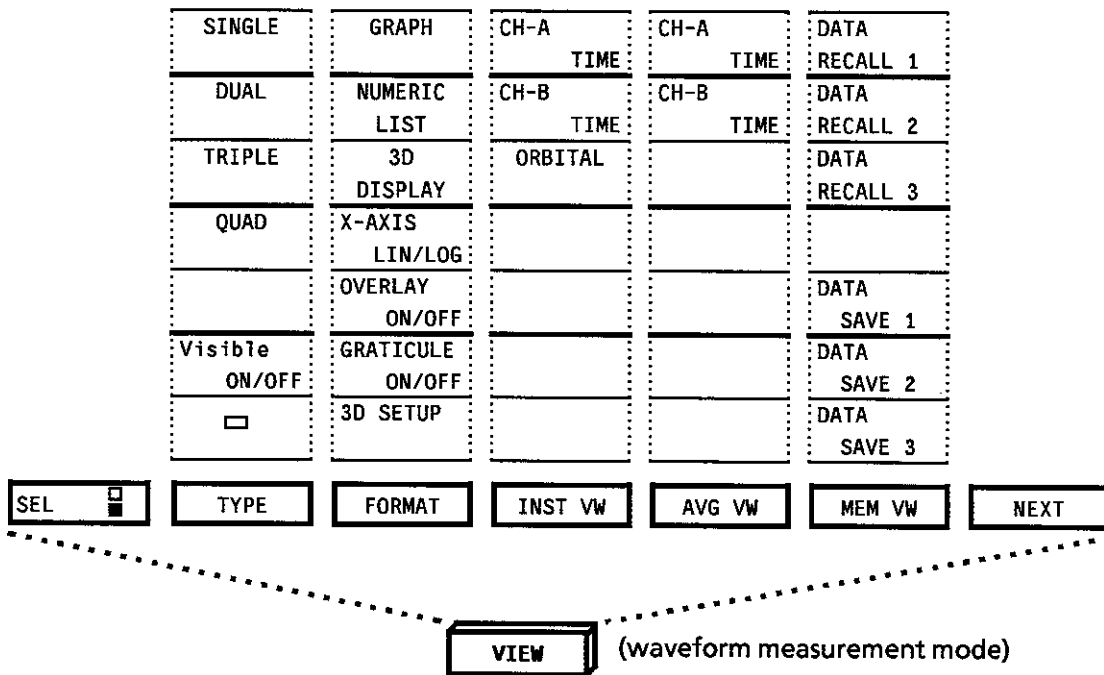 SINGLE GRAPH CH-A CH-A DATA
TIME TIME RECALL 1
DUAL NUMERIC CH-B CH-B DATA
LIST TIME TIME RECALL 2
TRIPLE 3D ORBITAL DATA
DISPLAY RECALL 3
QUAD X-AXIS
LIN/LOG
OVERLAY DATA
ON/OFF SAVE 1
Visible GRATICULE DATA
ON/OFF ON/OFF SAVE 2
3D SETUP DATA
SAVE 3
SEL TYPE FORMAT INST VW AVG VW MEM VW NEXT
VIEW (waveform measurement mode)